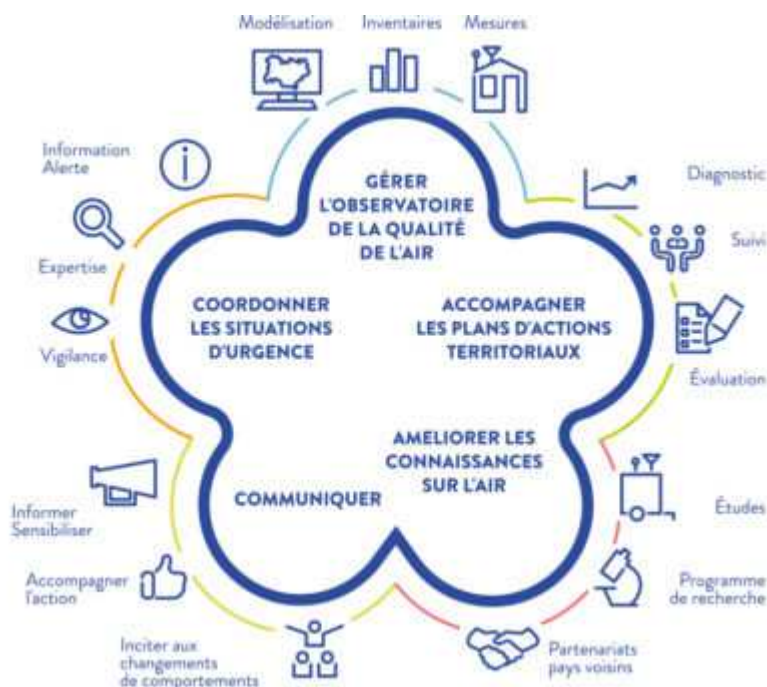 Modélisation
Inventaires
Mesures
Information
Alerte
Expertise
Vigilance
GÉRER
L'OBSERVATOIRE
DE LA QUALITÉ
DE L'AIR
Diagnostic
Suivi
Évaluation
COORDONNER
LES SITUATIONS
D'URGENCE
ACCOMPAGNER
LES PLANS D'ACTIONS
TERRITORIAUX
AMELIORER LES
CONNAISSANCES
SUR L'AIR
COMMUNIQUER
Informer
Sensibiliser
Accompagner
l'action
Inciter aux
changements
de comportements
Études
Programme
de recherche
Partenariats
pays voisins